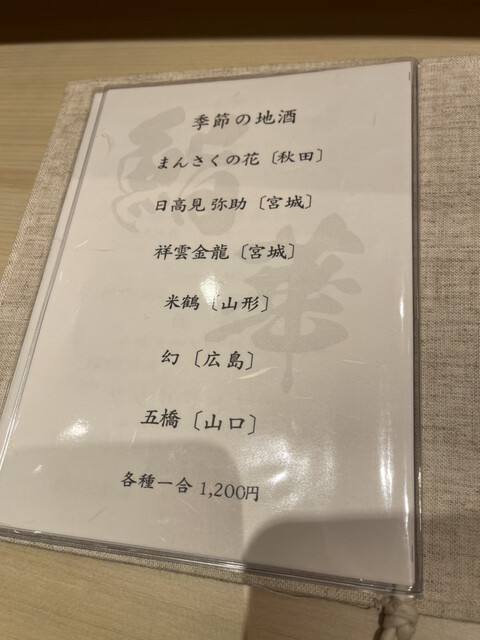 季節の地酒
まんさくの花〔秋田〕
日高見 弥助〔宮城〕
祥雲金龍〔宮城〕
米鶴〔山形〕
幻〔広島〕
五橋〔山口〕
各種一合 1,200円
鮨
華